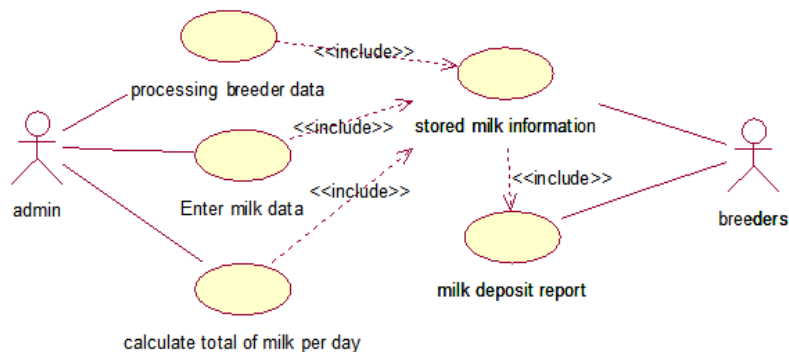 <<include>>
processing breeder data
<<include>>
stored milk information
<<include>>
<<include>>
admin
Enter milk data
breeders
milk deposit report
calculate total of milk per day